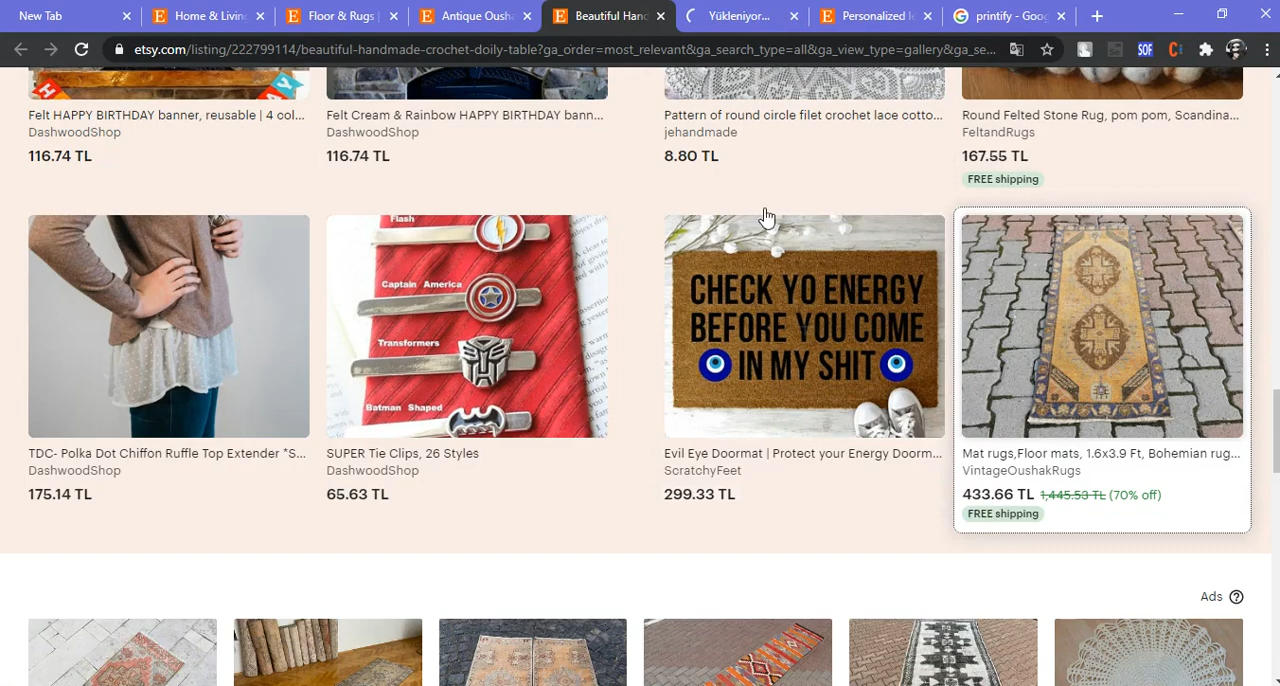 New Tab
Home & Livin
Floor & Rugs
Antique Ousha
Beautiful Hand
Yükleniyor...
Personalized
printify - Goo
etsy.com/listing/222799114/beautiful-handmade-crochet-doily-table?ga_order=most_relevant&ga_search_type=all&ga_view_type=gallery&ga_se...
SOF
Felt HAPPY BIRTHDAY banner, reusable | 4 col...
DashwoodShop
116.74 TL
Felt Cream & Rainbow HAPPY BIRTHDAY bann...
DashwoodShop
116.74 TL
Pattern of round circle filet crochet lace cotto...
jehandmade
8.80 TL
Round Felted Stone Rug, pom pom, Scandina...
FeltandRugs
167.55 TL
FREE shipping
Flash
Captain America
Transformers
Batman Shaped
CHECK YO ENERGY
BEFORE YOU COME
IN MY SHIT
TDC- Polka Dot Chiffon Ruffle Top Extender *S...
DashwoodShop
175.14 TL
SUPER Tie Clips, 26 Styles
DashwoodShop
65.63 TL
Evil Eye Doormat | Protect your Energy Doorm...
ScratchyFeet
299.33 TL
Mat rugs,Floor mats, 1.6x3.9 Ft, Bohemian rug...
VintageOushakRugs
433.66 TL 1,445.53 TL (70% off)
FREE shipping
Ads